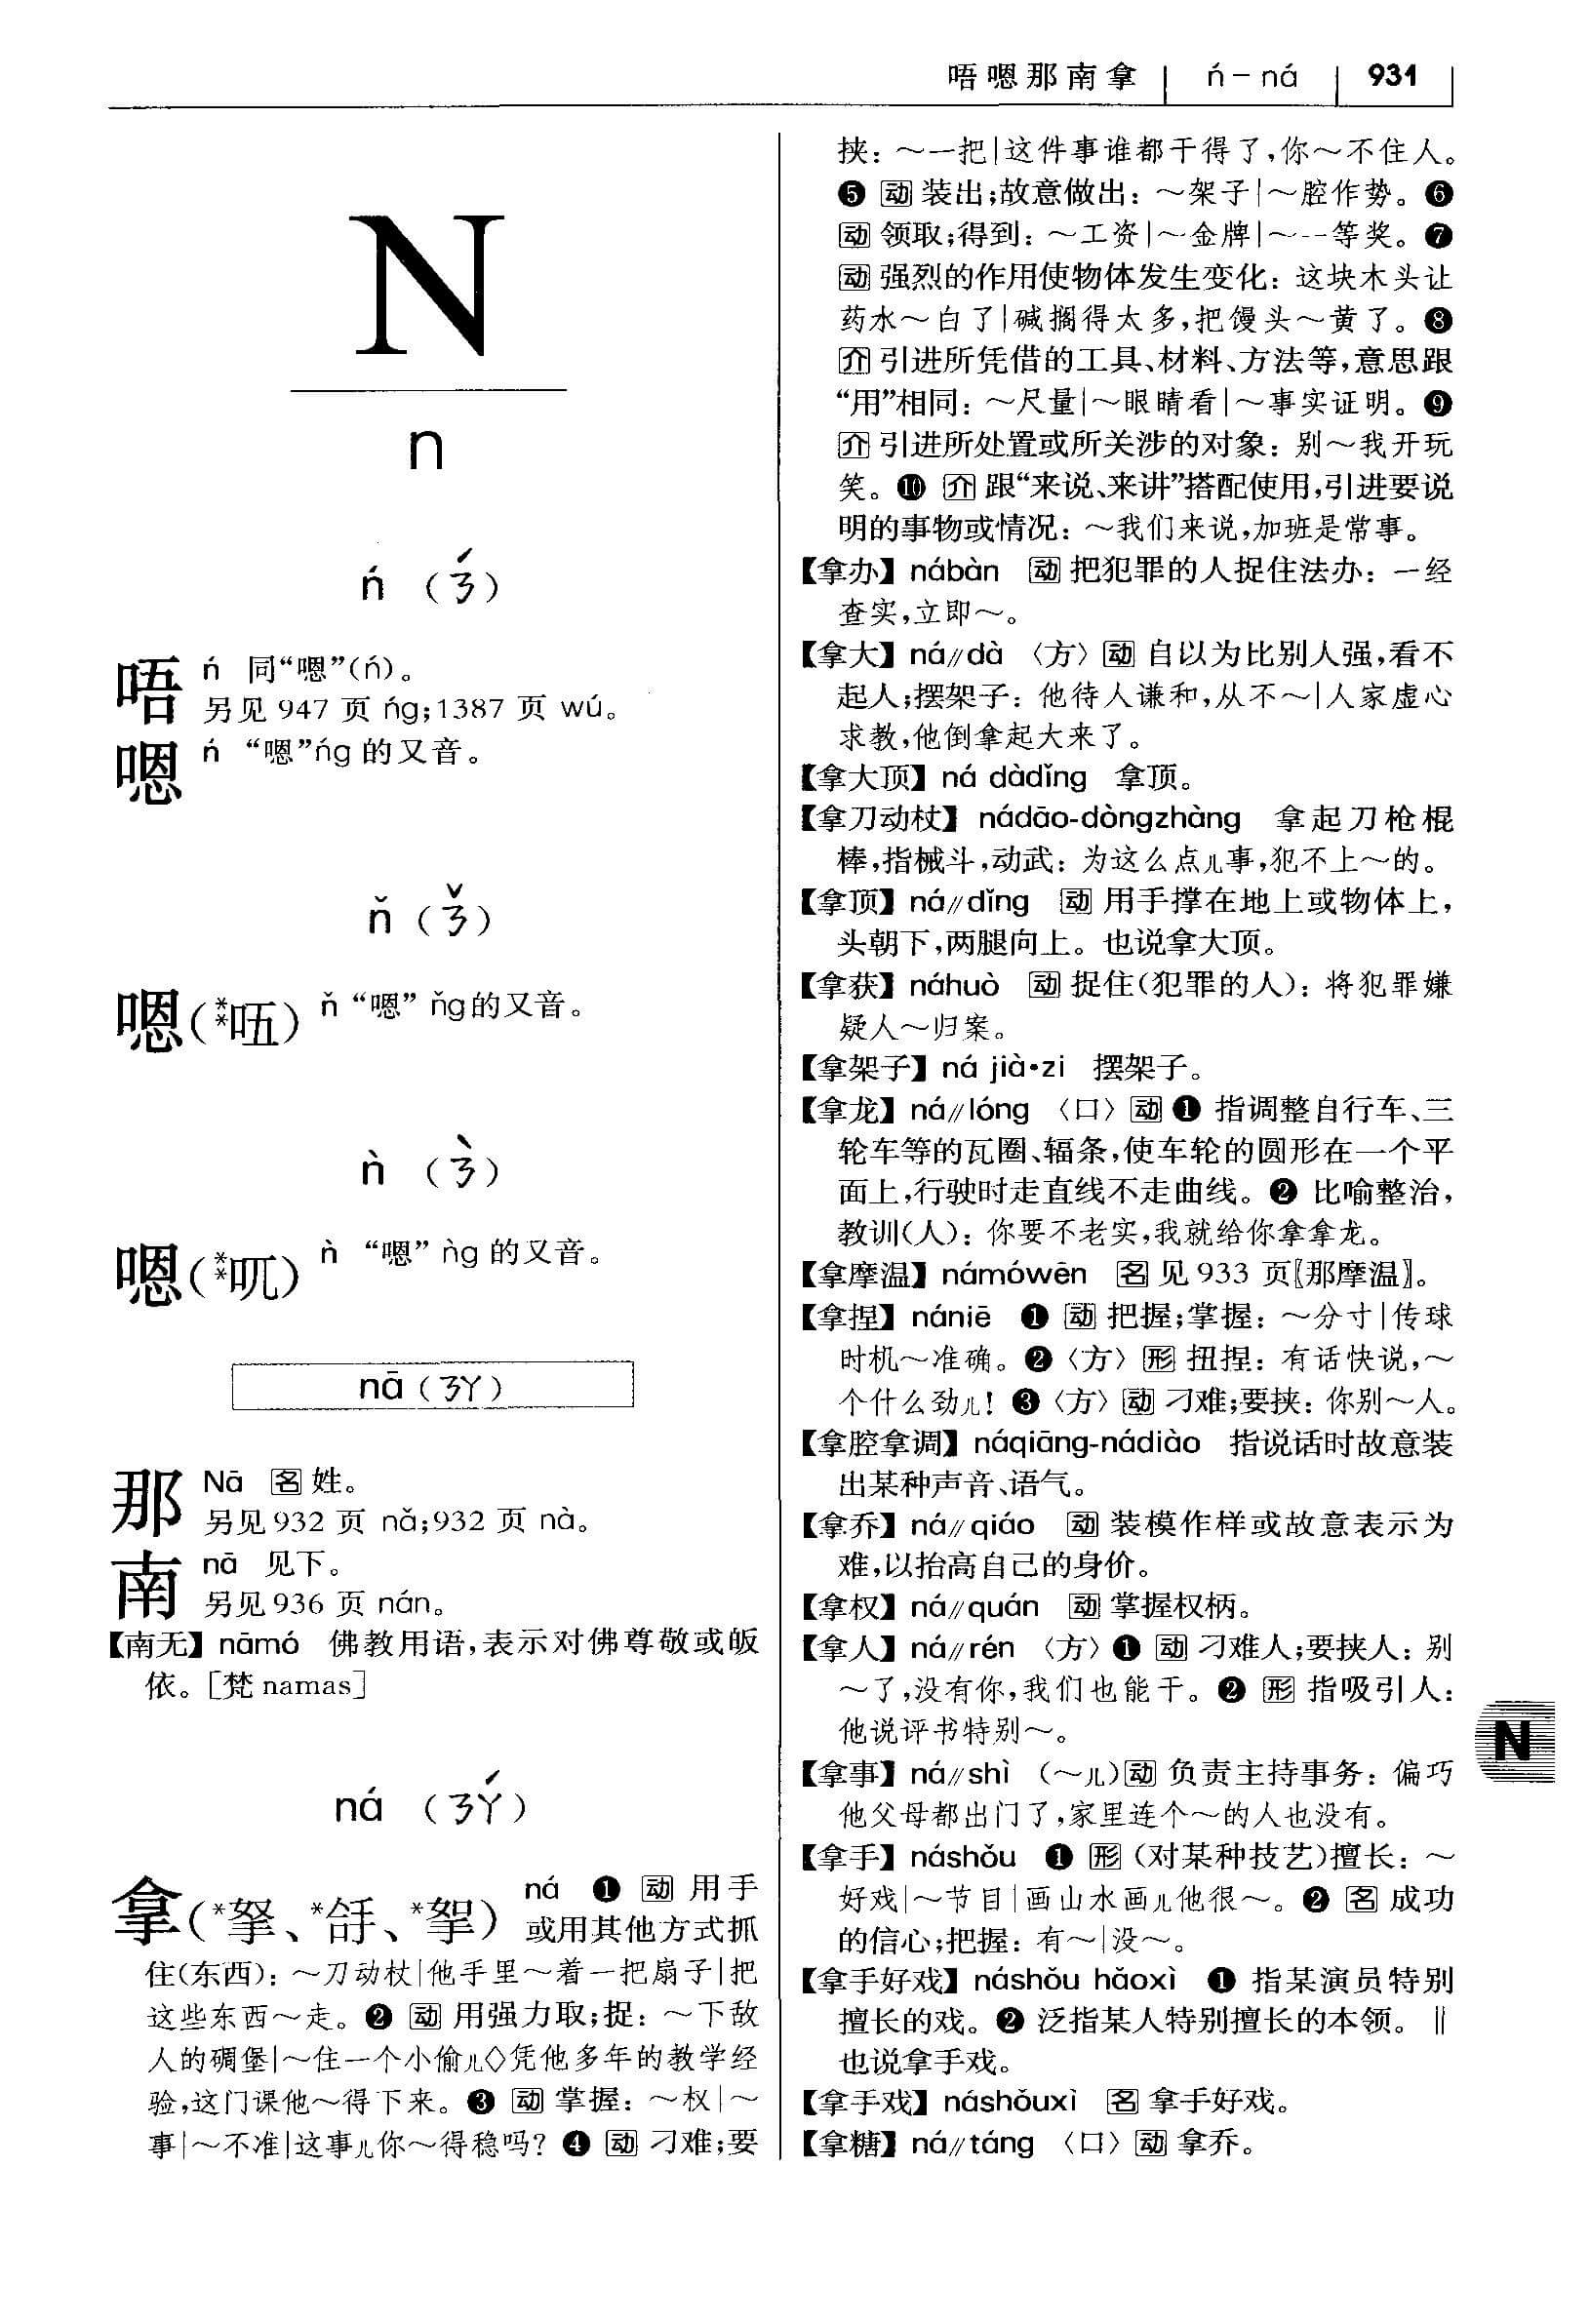 唔嗯那南拿 ń－ná 931
N
n
ń （ㄋˊ）
唔 ń 同“嗯”(ń)。
另见 947 页 ńg;1387 页 wú。
嗯 ń “嗯”ńg 的又音。
ň （ㄋˇ）
嗯(**㕶) ň “嗯” ňg的又音。
ǹ （ㄋˋ）
嗯(**𠮾) ǹ “嗯” ǹg 的又音。
nā（ㄋㄚ）
那 Nā 名 姓。
另见932 页 nǎ;932 页 nà。
南 nā 见下。
另见936 页 nán。
【南无】 nāmó 佛教用语,表示对佛尊敬或皈
依。[梵 namas]
ná （ㄋㄚˊ）
拿(*拏、*㧱、*挐) ná ❶ 动 用手
或用其他方式抓
住(东西)：～刀动杖|他手里～着一把扇子|把
这些东西～走。❷ 动 用强力取;捉：～下敌
人的碉堡|～住一个小偷儿◇凭他多年的教学经
验,这门课他～得下来。❸ 动 掌握：～权|～
事|～不准|这事儿你～得稳吗? ❹ 动 刁难;要
挟：～一把|这件事谁都干得了,你～不住人。
❺ 动 装出;故意做出：～架子|～腔作势。❻
动 领取;得到：～工资|～金牌|～一等奖。❼
动 强烈的作用使物体发生变化：这块木头让
药水～白了|碱搁得太多,把馒头～黄了。❽
介 引进所凭借的工具、材料、方法等,意思跟
“用”相同：～尺量|～眼睛看|～事实证明。❾
介 引进所处置或所关涉的对象：别～我开玩
笑。❿ 介 跟“来说、来讲”搭配使用,引进要说
明的事物或情况：～我们来说,加班是常事。
【拿办】 nábàn 动 把犯罪的人捉住法办：一经
查实,立即～。
【拿大】 ná//dà 〈方〉 动 自以为比别人强,看不
起人;摆架子：他待人谦和,从不～|人家虚心
求教,他倒拿起大来了。
【拿大顶】 ná dàdǐng 拿顶。
【拿刀动杖】 nádāo-dòngzhàng 拿起刀枪棍
棒,指械斗,动武：为这么点儿事,犯不上～的。
【拿顶】 ná//dǐng 动 用手撑在地上或物体上,
头朝下,两腿向上。也说拿大顶。
【拿获】 náhuò 动 捉住(犯罪的人)：将犯罪嫌
疑人～归案。
【拿架子】 ná jià·zi 摆架子。
【拿龙】 ná//lóng 〈口〉 动 ❶ 指调整自行车、三
轮车等的瓦圈、辐条,使车轮的圆形在一个平
面上,行驶时走直线不走曲线。❷ 比喻整治,
教训(人)：你要不老实,我就给你拿拿龙。
【拿摩温】 námówēn 名 见 933 页〖那摩温〗。
【拿捏】 nániē ❶ 动 把握;掌握：～分寸|传球
时机～准确。❷〈方〉 形 扭捏：有话快说,～
个什么劲儿! ❸〈方〉 动 刁难;要挟：你别～人。
【拿腔拿调】 náqiāng-nádiào 指说话时故意装
出某种声音、语气。
【拿乔】 ná//qiáo 动 装模作样或故意表示为
难,以抬高自己的身价。
【拿权】 ná//quán 动 掌握权柄。
【拿人】 ná//rén 〈方〉❶ 动 刁难人;要挟人：别
～了,没有你,我们也能干。❷ 形 指吸引人：
他说评书特别～。
【拿事】 ná//shì (～儿) 动 负责主持事务：偏巧
他父母都出门了,家里连个～的人也没有。
【拿手】 náshǒu ❶ 形 (对某种技艺)擅长：～
好戏|～节目|画山水画儿他很～。❷ 名 成功
的信心;把握：有～|没～。
【拿手好戏】 náshǒu hǎoxì ❶ 指某演员特别
擅长的戏。❷ 泛指某人特别擅长的本领。‖
也说拿手戏。
【拿手戏】 náshǒuxì 名 拿手好戏。
【拿糖】 ná//táng 〈口〉 动 拿乔。
N